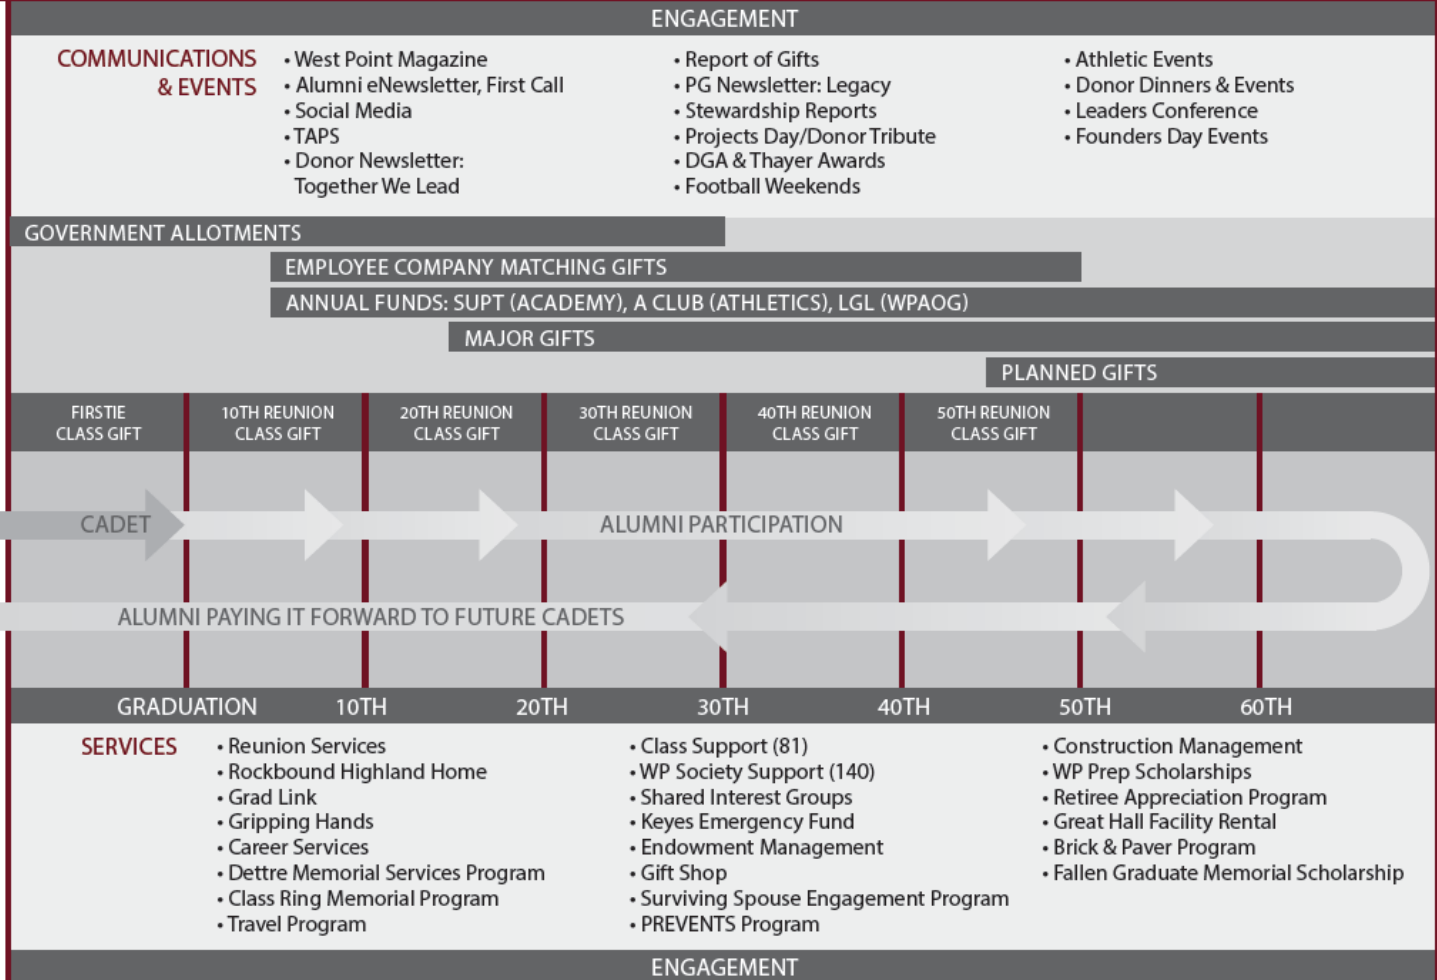 ENGAGEMENT
COMMUNICATIONS
& EVENTS
• West Point Magazine
• Alumni eNewsletter, First Call
• Social Media
• TAPS
• Donor Newsletter:
Together We Lead
• Report of Gifts
• PG Newsletter: Legacy
• Stewardship Reports
• Projects Day/Donor Tribute
• DGA & Thayer Awards
• Football Weekends
• Athletic Events
• Donor Dinners & Events
• Leaders Conference
• Founders Day Events
GOVERNMENT ALLOTMENTS
EMPLOYEE COMPANY MATCHING GIFTS
ANNUAL FUNDS: SUPT (ACADEMY), A CLUB (ATHLETICS), LGL (WPAOG)
MAJOR GIFTS
PLANNED GIFTS
FIRSTIE
CLASS GIFT
10TH REUNION
CLASS GIFT
20TH REUNION
CLASS GIFT
30TH REUNION
CLASS GIFT
40TH REUNION
CLASS GIFT
50TH REUNION
CLASS GIFT
CADET
ALUMNI PARTICIPATION
ALUMNI PAYING IT FORWARD TO FUTURE CADETS
GRADUATION
10TH
20TH
30TH
40TH
50TH
60TH
SERVICES
• Reunion Services
• Rockbound Highland Home
• Grad Link
• Gripping Hands
• Career Services
• Dettre Memorial Services Program
• Class Ring Memorial Program
• Travel Program
• Class Support (81)
• WP Society Support (140)
• Shared Interest Groups
• Keyes Emergency Fund
• Endowment Management
• Gift Shop
• Surviving Spouse Engagement Program
• PREVENTS Program
• Construction Management
• WP Prep Scholarships
• Retiree Appreciation Program
• Great Hall Facility Rental
• Brick & Paver Program
• Fallen Graduate Memorial Scholarship
ENGAGEMENT